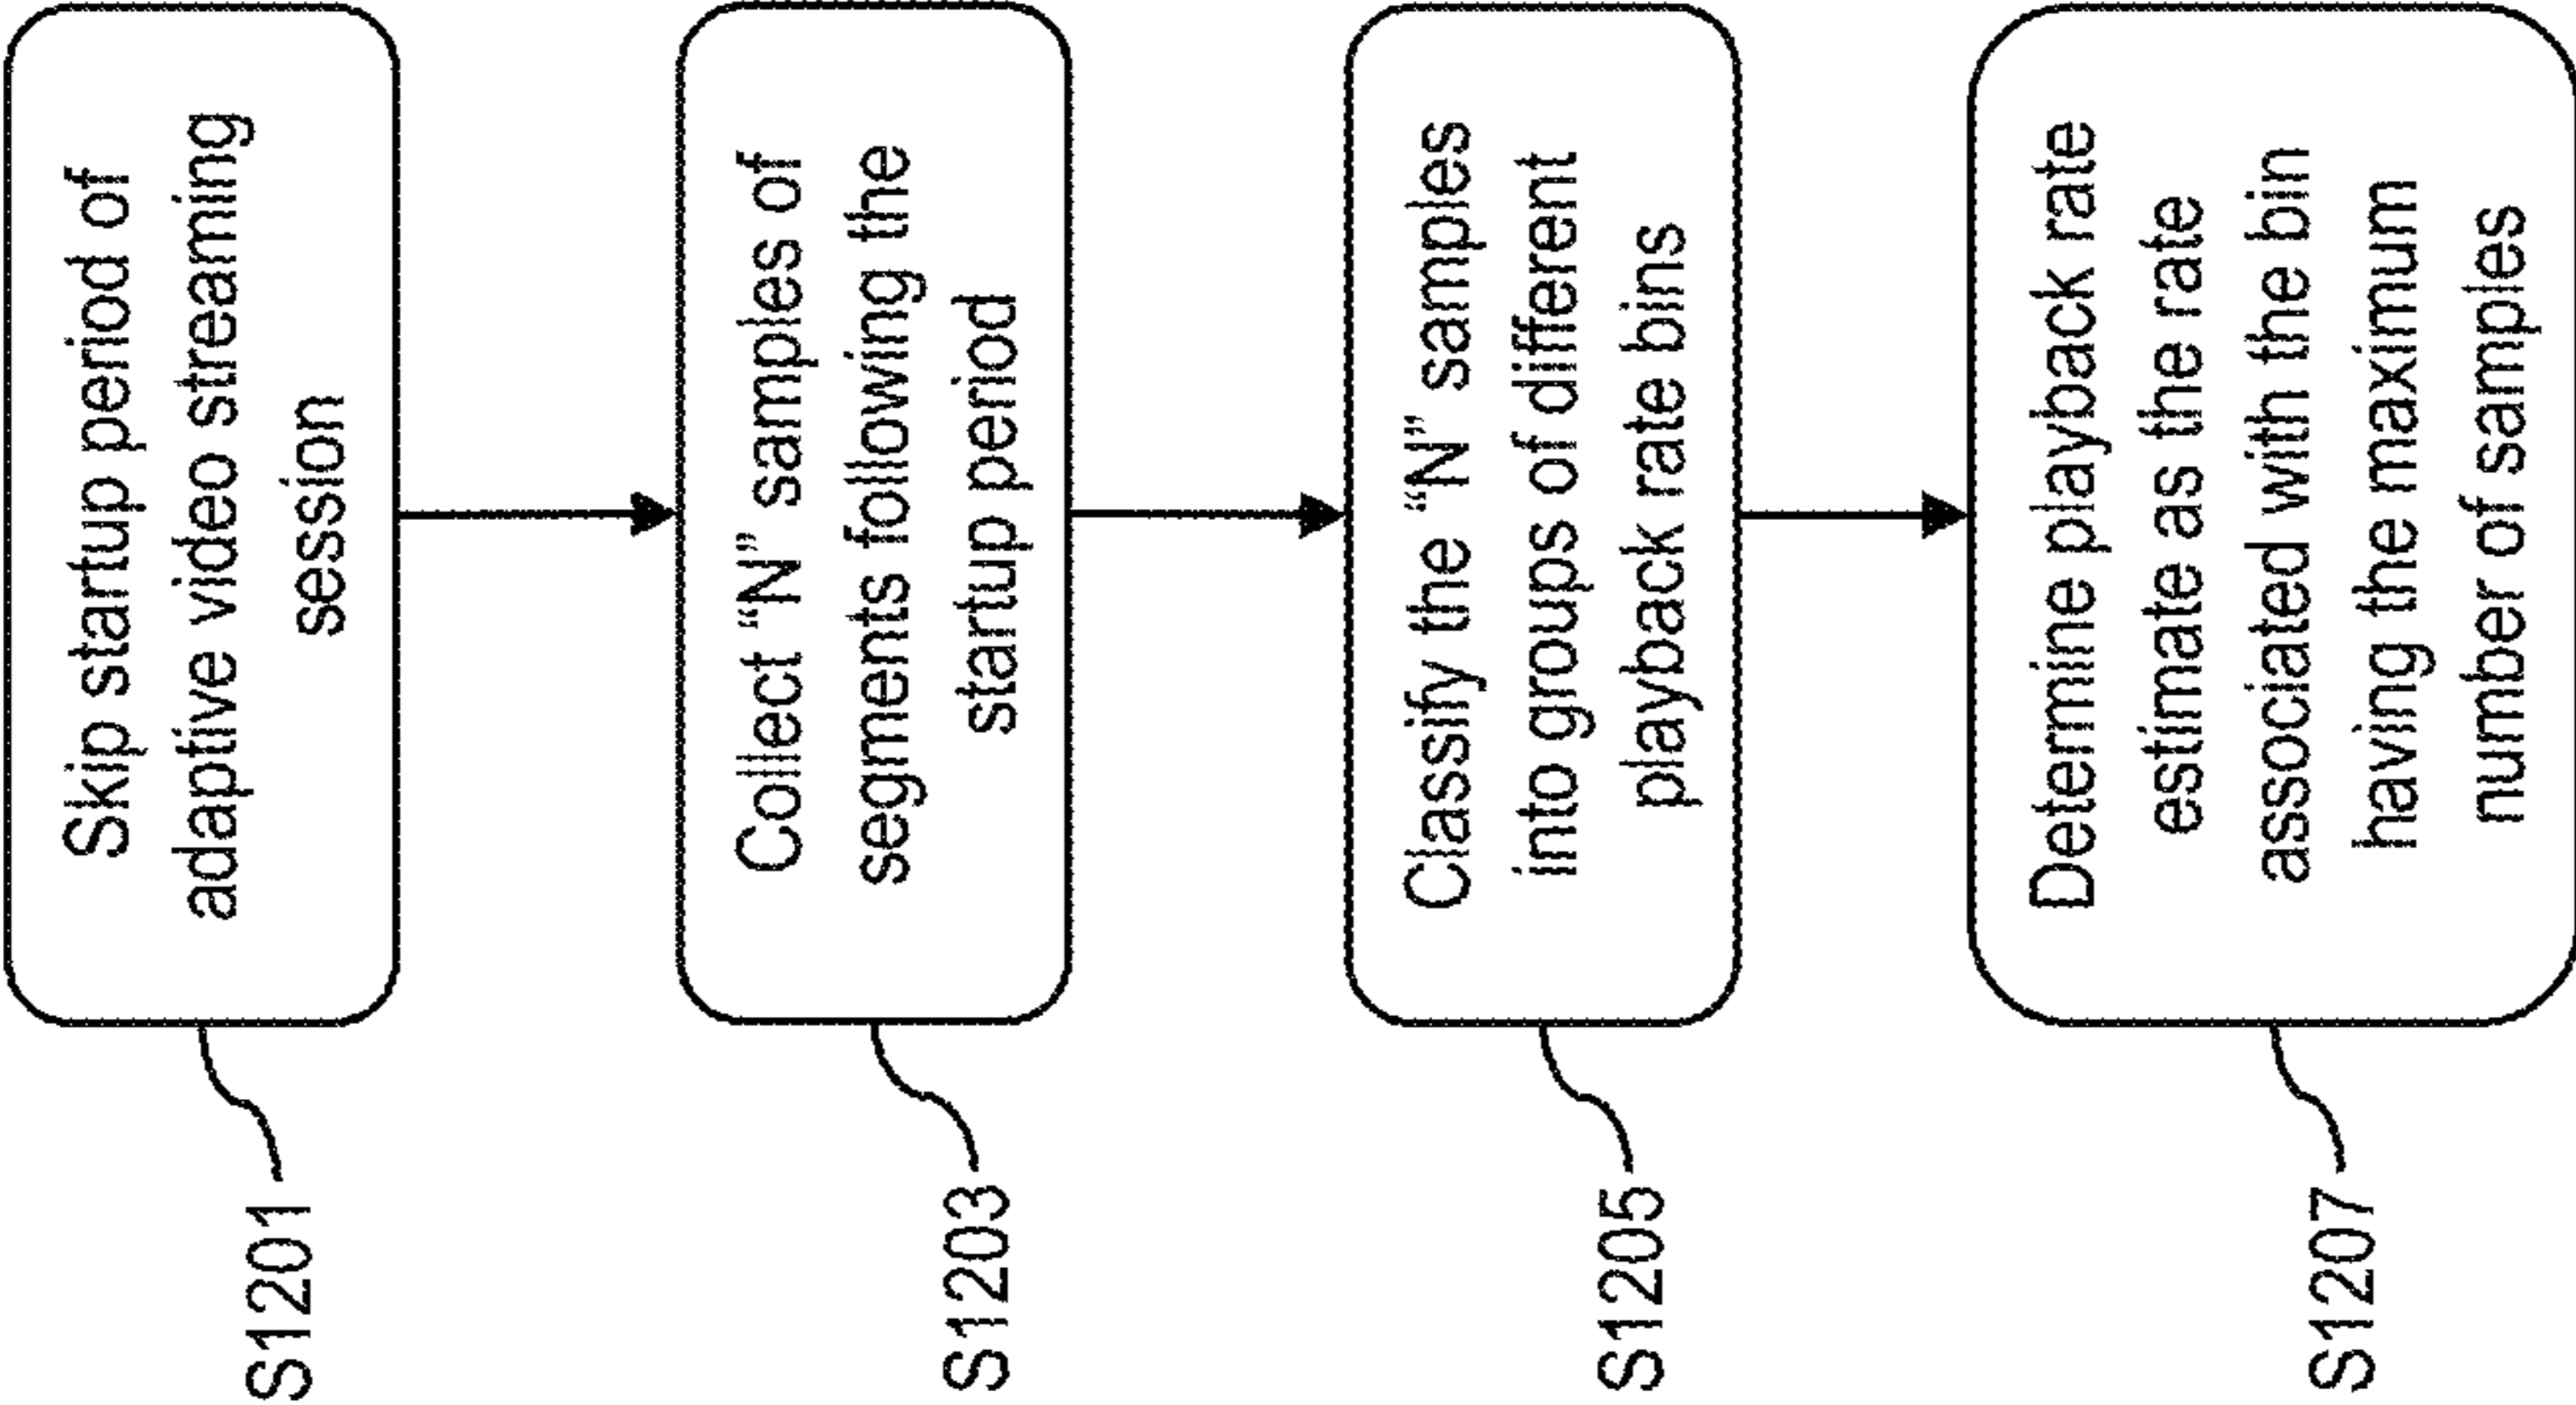 Skip startup period of
adaptive video streaming
session
S1201
Collect “N” samples of
segments following the
startup period
S1203
Classify the “N” samples
into groups of different
playback rate bins
S1205
Determine playback rate
estimate as the rate
associated with the bin
having the maximum
number of samples
S1207